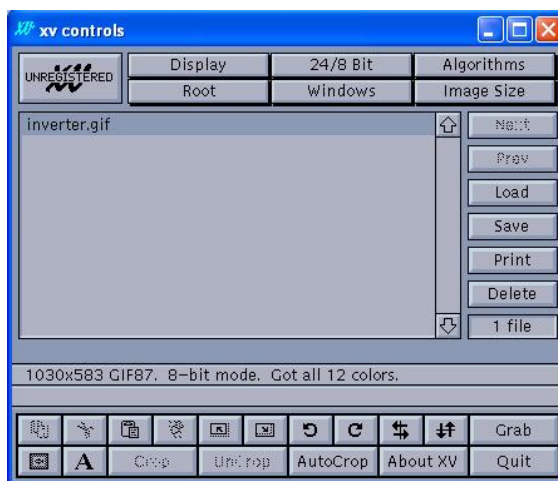 xv controls
UNREGISTERED
Display 24/8 Bit Algorithms
Root Windows Image Size
inverter.gif
Next
Prev
Load
Save
Print
Delete
1 file
1030x583 GIF87. 8-bit mode. Got all 12 colors.
Grab
A Crop UnCrop AutoCrop About XV Quit